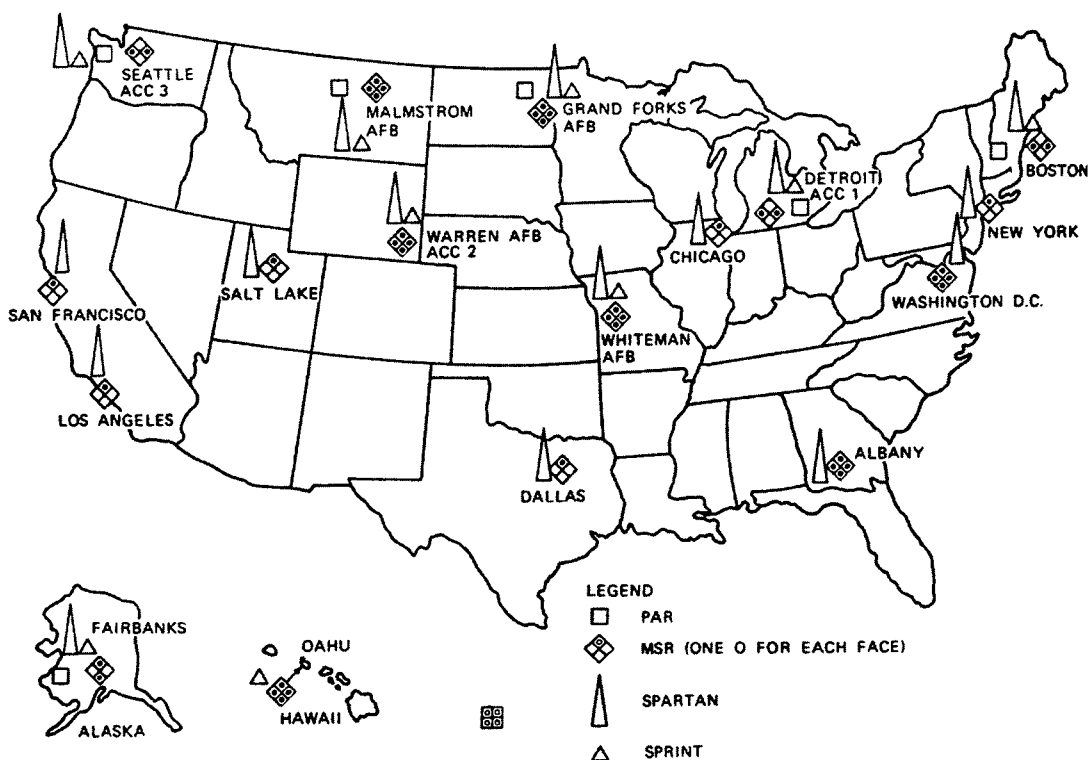 SEATTLE
ACC 3
MALMSTROM
AFB
GRAND FORKS
AFB
DETROIT
ACC 1
BOSTON
NEW YORK
CHICAGO
WARREN AFB
ACC 2
SALT LAKE
WASHINGTON D.C.
SAN FRANCISCO
WHITEMAN
AFB
LOS ANGELES
ALBANY
DALLAS
LEGEND
PAR
MSR (ONE O FOR EACH FACE)
SPARTAN
SPRINT
FAIRBANKS
ALASKA
OAHU
HAWAII